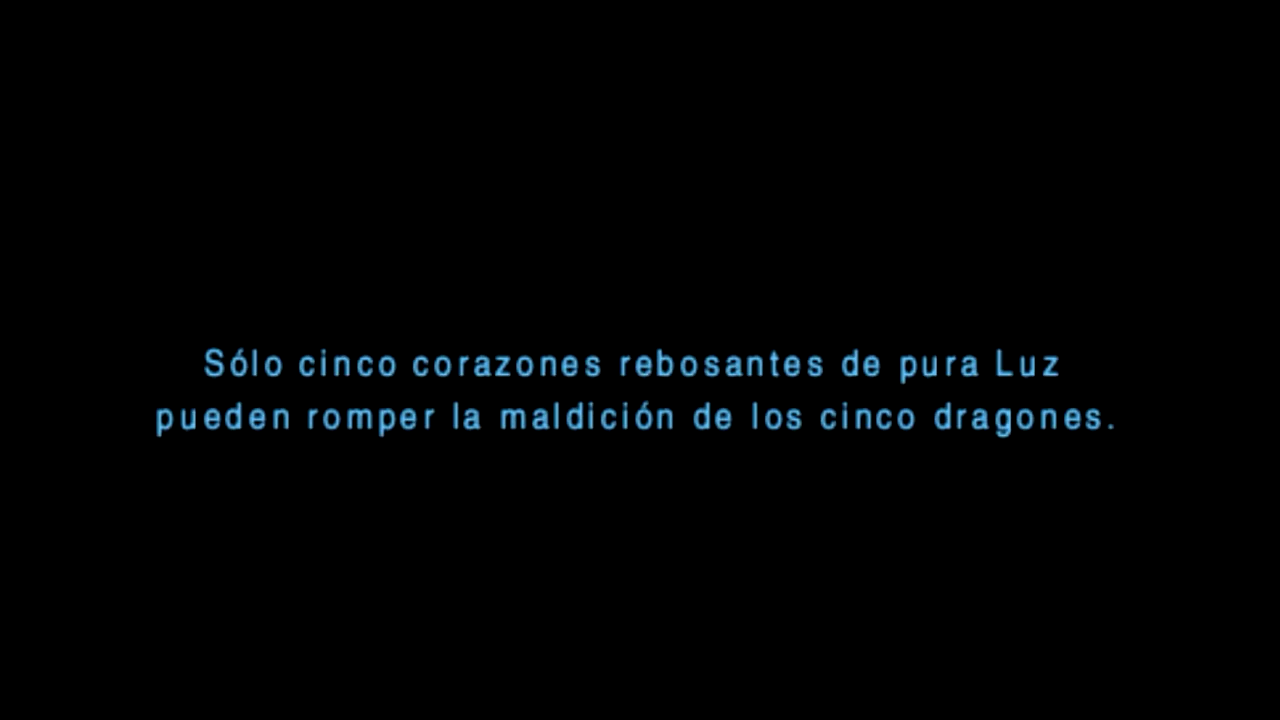 Sólo cinco corazones rebosantes de pura Luz
pueden romper la maldición de los cinco dragones.